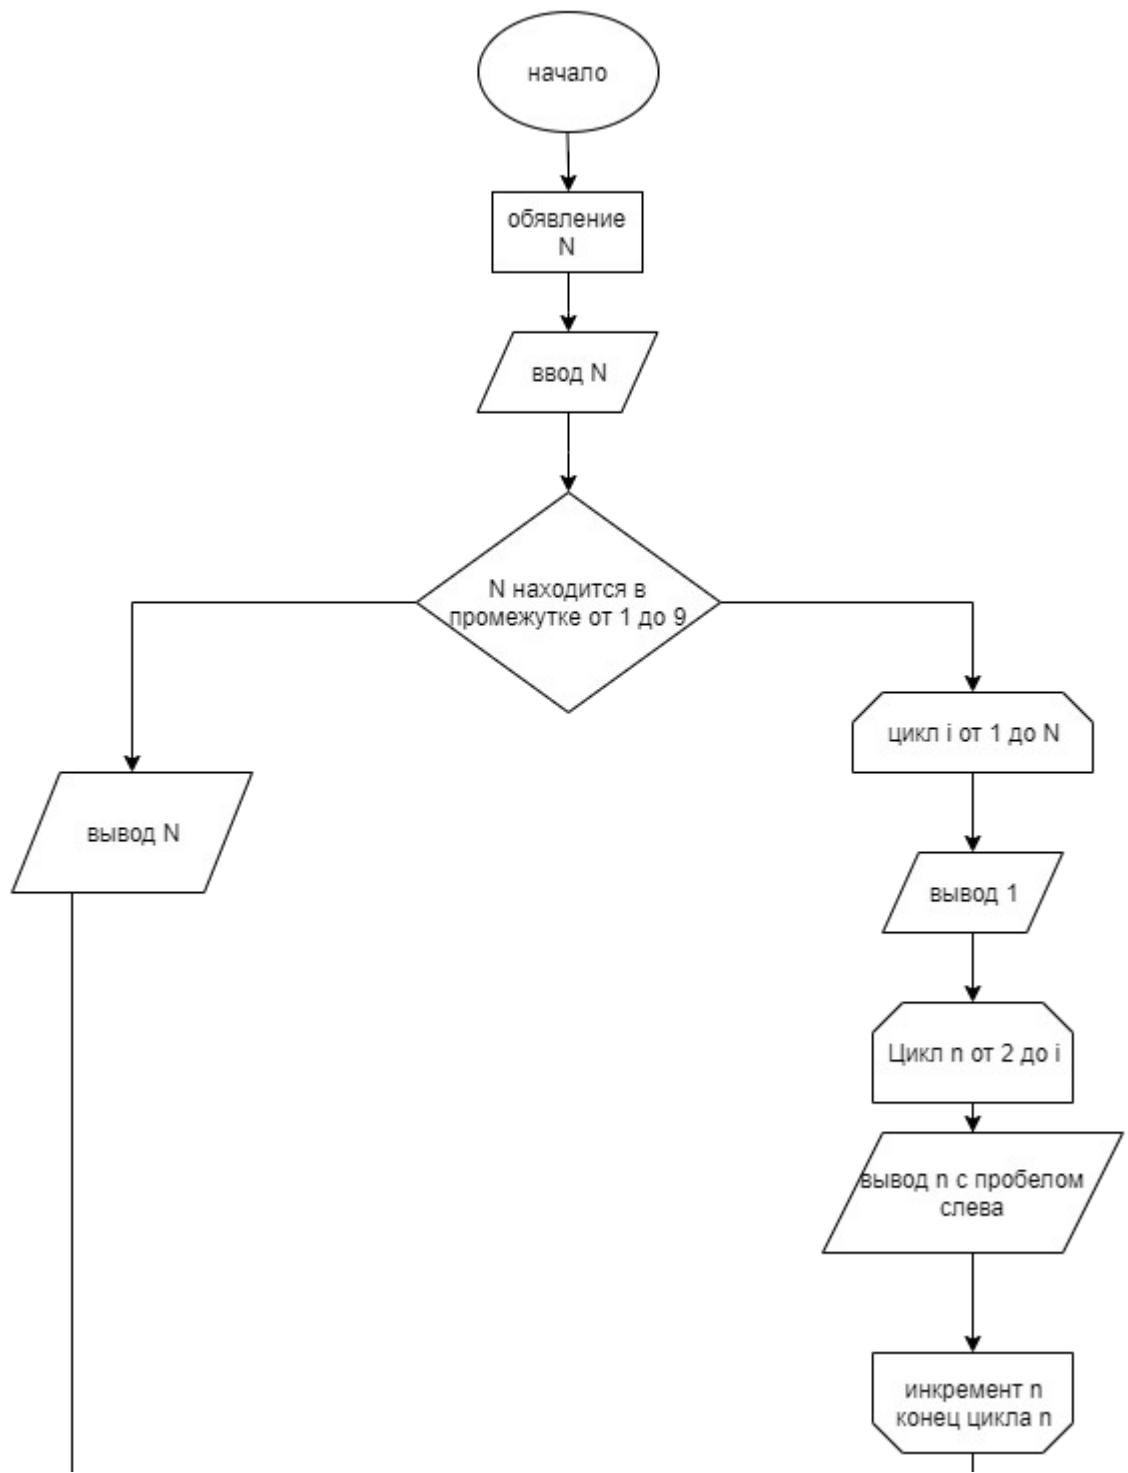 начало
обявление
N
ввод N
N находится в
промежутке от 1 до 9
цикл i от 1 до N
вывод N
вывод 1
Цикл n от 2 до i
вывод n с пробелом
слева
инкремент n
конец цикла n